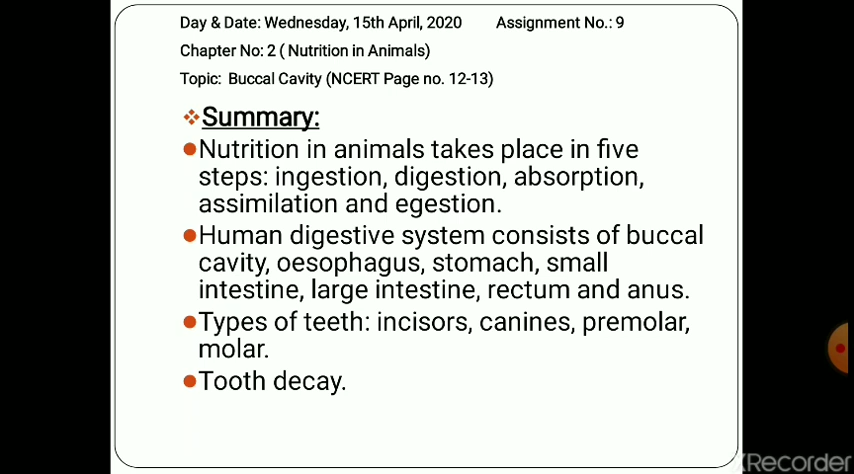 Day & Date: Wednesday, 15th April, 2020 Assignment No.: 9
Chapter No: 2 ( Nutrition in Animals)
Topic: Buccal Cavity (NCERT Page no. 12-13)
Summary:
Nutrition in animals takes place in five
steps: ingestion, digestion, absorption,
assimilation and egestion.
Human digestive system consists of buccal
cavity, oesophagus, stomach, small
intestine, large intestine, rectum and anus.
Types of teeth: incisors, canines, premolar,
molar.
Tooth decay.
XRecorder